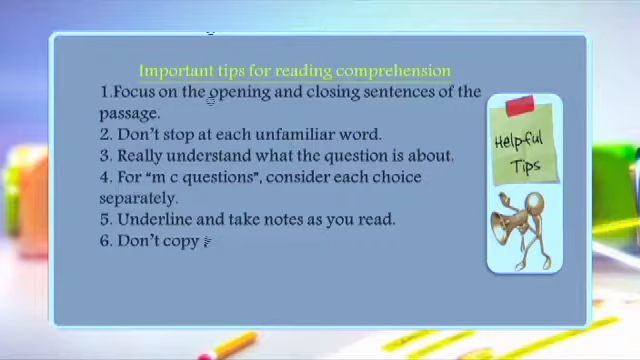 Important tips for reading comprehension
1.Focus on the opening and closing sentences of the
passage.
2. Don't stop at each unfamiliar word.
3. Really understand what the question is about.
4. For "m c questions", consider each choice
separately.
5. Underline and take notes as you read.
6. Don't copy
Helpful
Tips